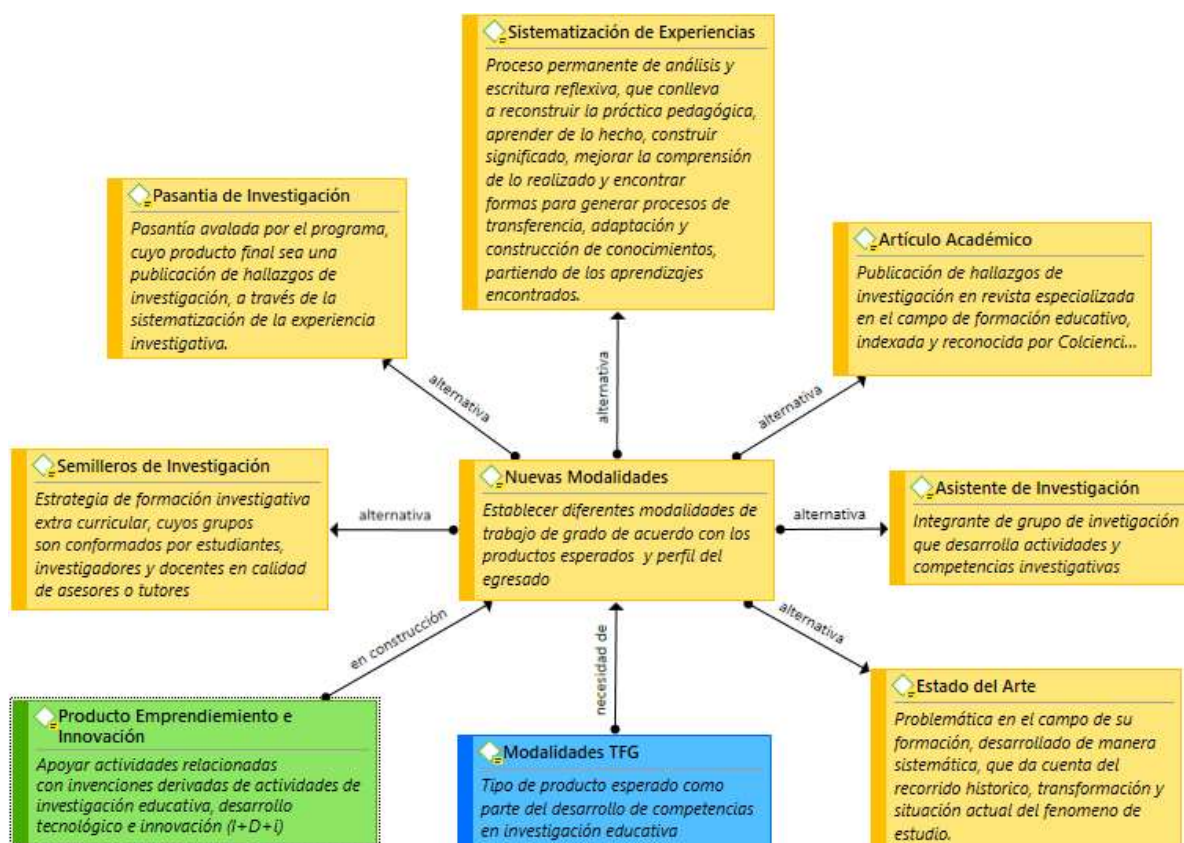 Sistematización de Experiencias
Proceso permanente de análisis y
escritura reflexiva, que conlleva
a reconstruir la práctica pedagógica,
aprender de lo hecho, construir
significado, mejorar la comprensión
de lo realizado y encontrar
formas para generar procesos de
transferencia, adaptación y
construcción de conocimientos,
partiendo de los aprendizajes
encontrados.
Pasantia de Investigación
Pasantía avalada por el programa,
cuyo producto final sea una
publicación de hallazgos de
investigación, a través de la
sistematización de la experiencia
investigativa.
Artículo Académico
Publicación de hallazgos de
investigación en revista especializada
en el campo de formación educativo,
indexada y reconocida por Colcienci...
alternativa
alternativa
alternativa
Semilleros de Investigación
Estrategia de formación investigativa
extra curricular, cuyos grupos
son conformados por estudiantes,
investigadores y docentes en calidad
de asesores o tutores
alternativa
Nuevas Modalidades
Establecer diferentes modalidades de
trabajo de grado de acuerdo con los
productos esperados y perfil del
egresado
alternativa
Asistente de Investigación
Integrante de grupo de invetigación
que desarrolla actividades y
competencias investigativas
en construcción
necesidad de
alternativa
Producto Emprendiemiento e
Innovación
Apoyar actividades relacionadas
con invenciones derivadas de actividades de
investigación educativa, desarrollo
tecnológico e innovación (i+D+i)
Modalidades TFG
Tipo de producto esperado como
parte del desarrollo de competencias
en investigación educativa
Estado del Arte
Problemática en el campo de su
formación, desarrollado de manera
sistemática, que da cuenta del
recorrido historico, transformación y
situación actual del fenomeno de
estudio.